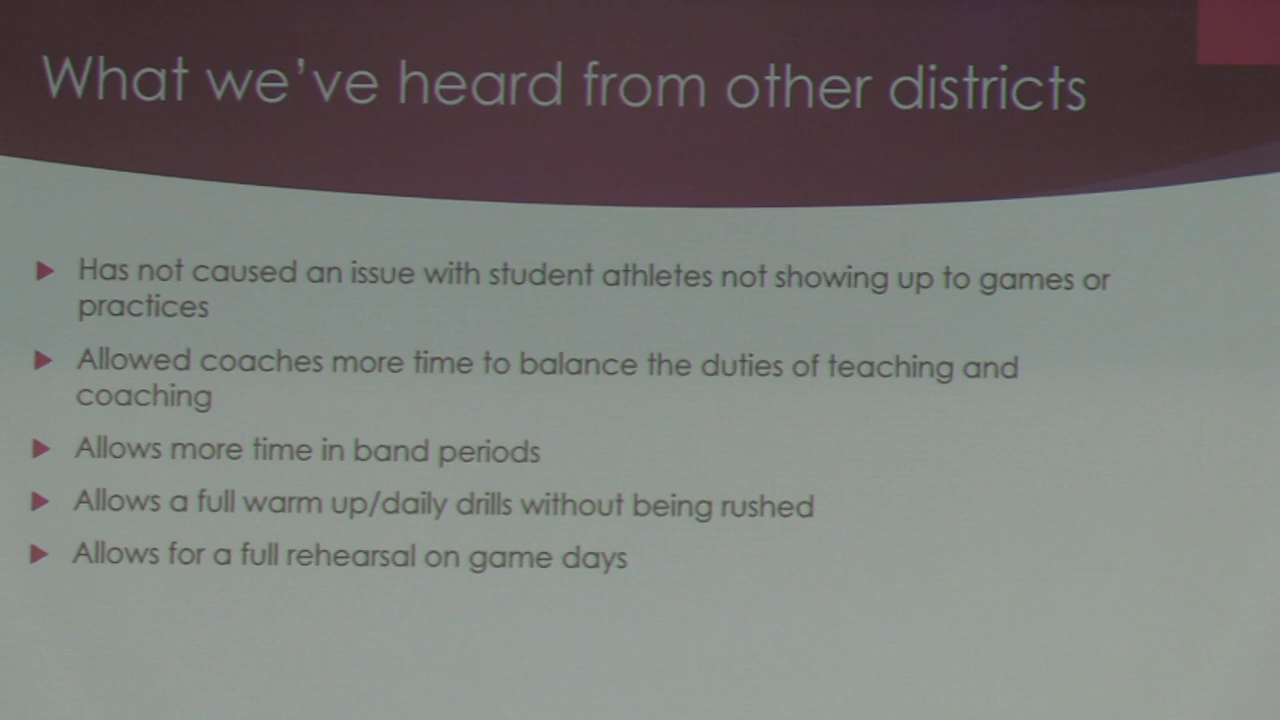 What we've heard from other districts
Has not caused an issue with student athletes not showing up to games or
practices
Allowed coaches more time to balance the duties of teaching and
coaching
Allows more time in band periods
Allows a full warm up/daily drills without being rushed
Allows for a full rehearsal on game days